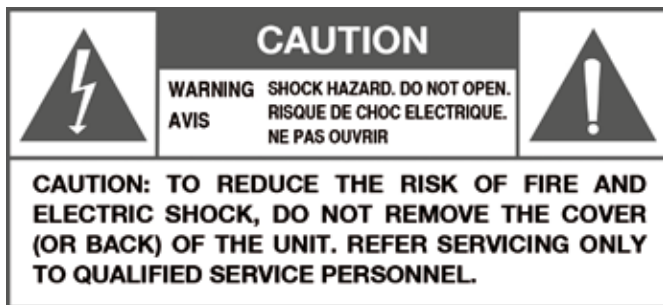 CAUTION
WARNING SHOCK HAZARD. DO NOT OPEN.
AVIS RISQUE DE CHOC ELECTRIQUE.
NE PAS OUVRIR
CAUTION: TO REDUCE THE RISK OF FIRE AND
ELECTRIC SHOCK, DO NOT REMOVE THE COVER
(OR BACK) OF THE UNIT. REFER SERVICING ONLY
TO QUALIFIED SERVICE PERSONNEL.